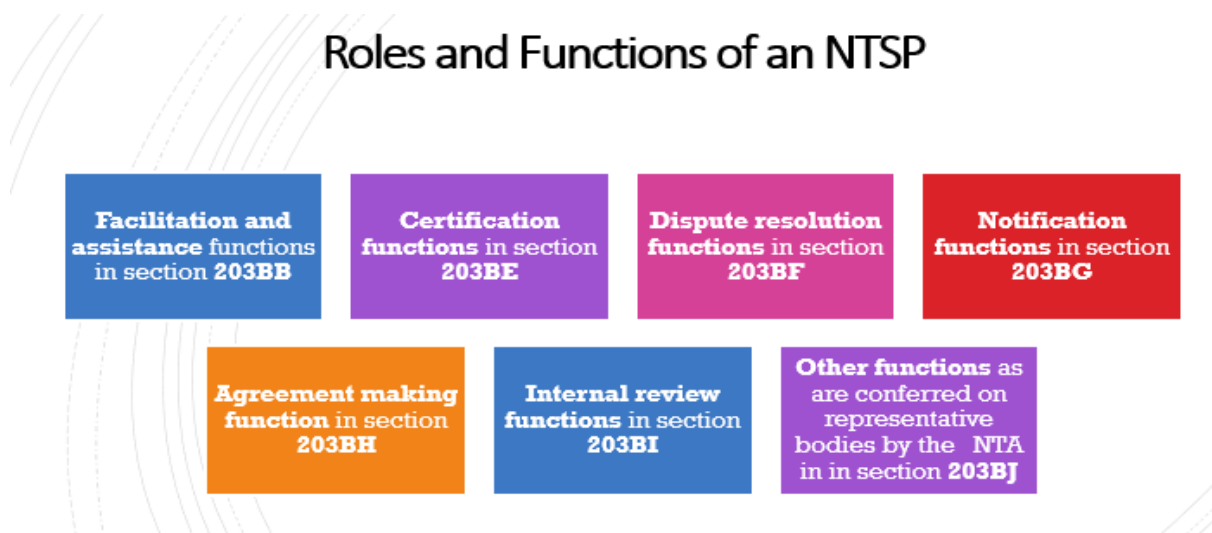 Roles and Functions of an NTSP
Facilitation and
assistance functions
in section 203BB
Certification
functions in section
203BE
Dispute resolution
functions in section
203BF
Notification
functions in section
203BG
Agreement making
function in section
203BH
Internal review
functions in section
203BI
Other functions as
are conferred on
representative
bodies by the NTA
in in section 203BJ